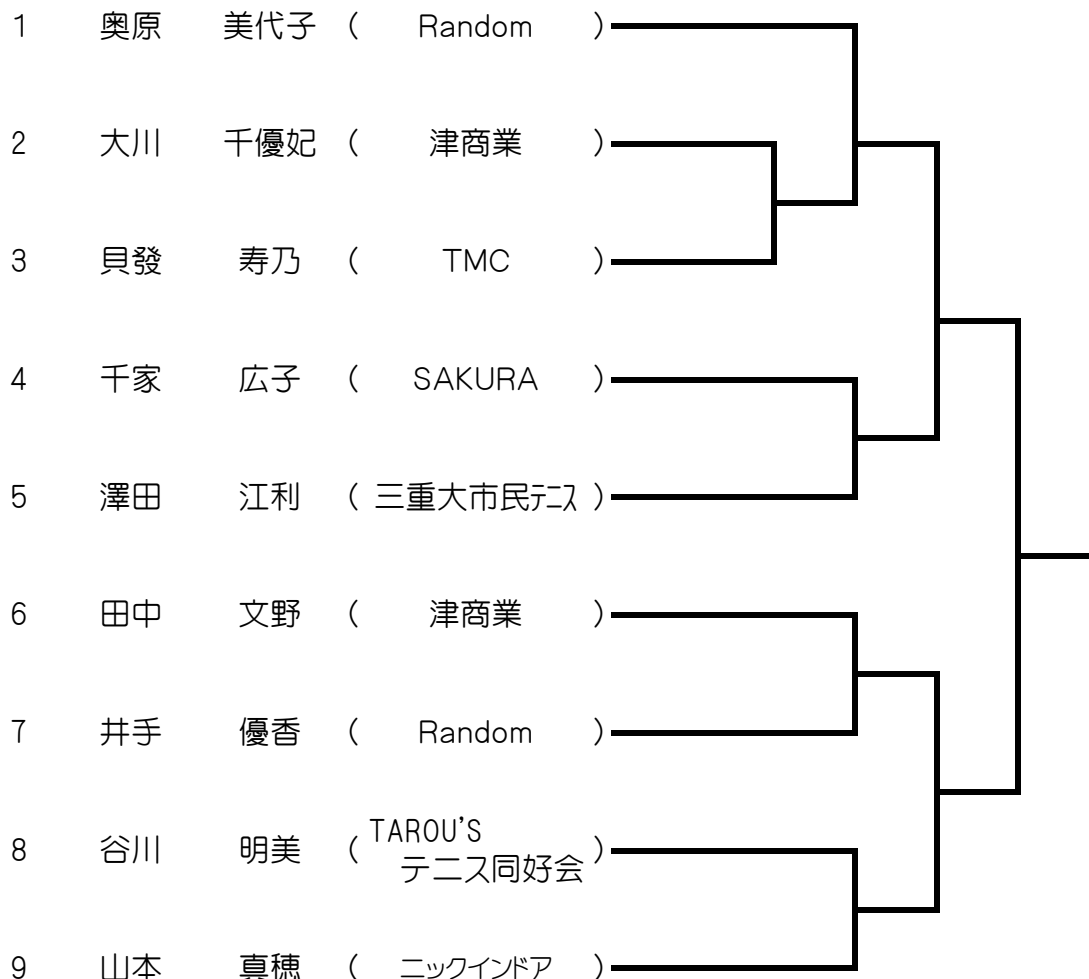 1 奥原 美代子 ( Random )
2 大川 千優妃 ( 津商業 )
3 貝發 寿乃 ( TMC )
4 千家 広子 ( SAKURA )
5 澤田 江利 ( 三重大市民テニス )
6 田中 文野 ( 津商業 )
7 井手 優香 ( Random )
8 谷川 明美 ( TAROU'S
テニス同好会 )
9 山本 真穂 ( ニックインドア )